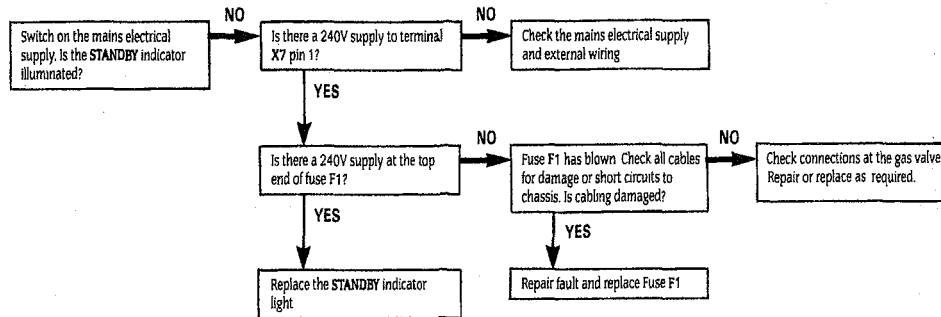 Switch on the mains electrical
supply. Is the STANDBY indicator
illuminated?
NO
Is there a 240V supply to terminal
X7 pin 1?
NO
Check the mains electrical supply
and external wiring
YES
Is there a 240V supply at the top
end of fuse F1?
NO
Fuse F1 has blown Check all cables
for damage or short circuits to
chassis. Is cabling damaged?
NO
Check connections at the gas valve
Repair or replace as required.
YES
YES
Replace the STANDBY indicator
light
Repair fault and replace Fuse F1